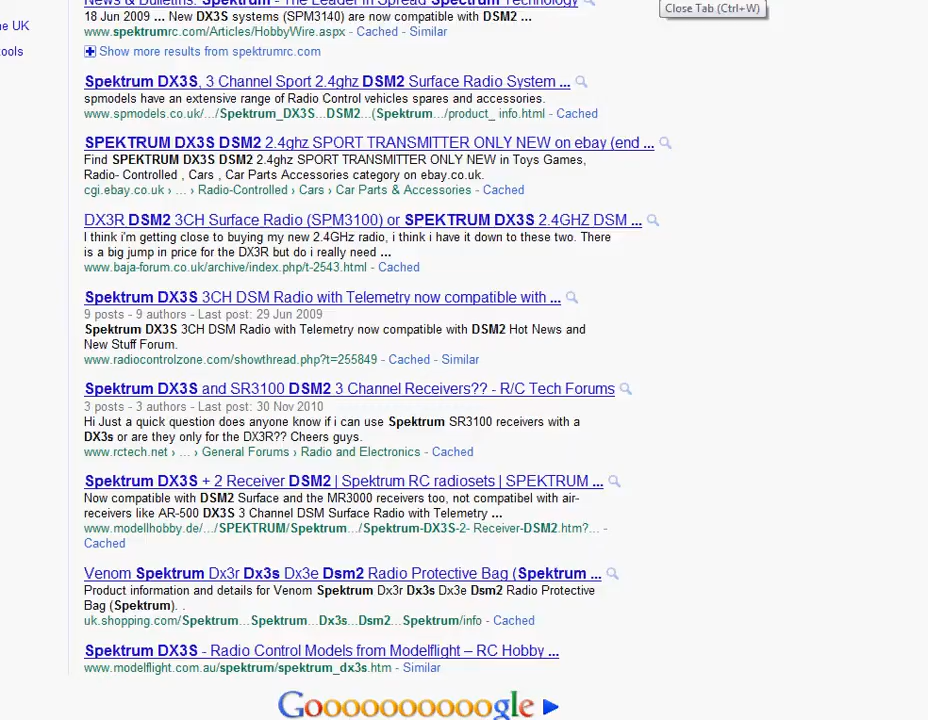 News & Bulletins: Spektrum - The Leader in Spread Spectrum Technology
Close Tab (Ctrl+W)
18 Jun 2009 ... New DX3S systems (SPM3140) are now compatible with DSM2 ...
ne UK
www.spektrumrc.com/Articles/HobbyWire.aspx - Cached - Similar
tools
Show more results from spektrumrc.com
Spektrum DX3S, 3 Channel Sport 2.4ghz DSM2 Surface Radio System ...
spmodels have an extensive range of Radio Control vehicles spares and accessories.
www.spmodels.co.uk/.../Spektrum_DX3S...DSM2...(Spektrum.../product_ info.html - Cached
SPEKTRUM DX3S DSM2 2.4ghz SPORT TRANSMITTER ONLY NEW on ebay (end ...
Find SPEKTRUM DX3S DSM2 2.4ghz SPORT TRANSMITTER ONLY NEW in Toys Games,
Radio- Controlled , Cars , Car Parts Accessories category on ebay.co.uk.
cgi.ebay.co.uk › ... › Radio-Controlled › Cars › Car Parts & Accessories - Cached
DX3R DSM2 3CH Surface Radio (SPM3100) or SPEKTRUM DX3S 2.4GHZ DSM ...
I think i'm getting close to buying my new 2.4GHz radio, i think i have it down to these two. There
is a big jump in price for the DX3R but do i really need ...
www.baja-forum.co.uk/archive/index.php/t-2543.html - Cached
Spektrum DX3S 3CH DSM Radio with Telemetry now compatible with ...
9 posts - 9 authors - Last post: 29 Jun 2009
Spektrum DX3S 3CH DSM Radio with Telemetry now compatible with DSM2 Hot News and
New Stuff Forum.
www.radiocontrolzone.com/showthread.php?t=255849 - Cached - Similar
Spektrum DX3S and SR3100 DSM2 3 Channel Receivers?? - R/C Tech Forums
3 posts - 3 authors - Last post: 30 Nov 2010
Hi Just a quick question does anyone know if i can use Spektrum SR3100 receivers with a
DX3s or are they only for the DX3R?? Cheers guys.
www.rctech.net › ... › General Forums › Radio and Electronics - Cached
Spektrum DX3S + 2 Receiver DSM2 | Spektrum RC radiosets | SPEKTRUM ...
Now compatible with DSM2 Surface and the MR3000 receivers too, not compatibel with air-
receivers like AR-500 DX3S 3 Channel DSM Surface Radio with Telemetry ...
www.modellhobby.de/.../SPEKTRUM/Spektrum.../Spektrum-DX3S-2- Receiver-DSM2.htm?... -
Cached
Venom Spektrum Dx3r Dx3s Dx3e Dsm2 Radio Protective Bag (Spektrum ...
Product information and details for Venom Spektrum Dx3r Dx3s Dx3e Dsm2 Radio Protective
Bag (Spektrum). .
uk.shopping.com/Spektrum...Spektrum...Dx3s...Dsm2...Spektrum/info - Cached
Spektrum DX3S - Radio Control Models from Modelflight – RC Hobby ...
www.modelflight.com.au/spektrum/spektrum_dx3s.htm - Similar
Goooooooooogle